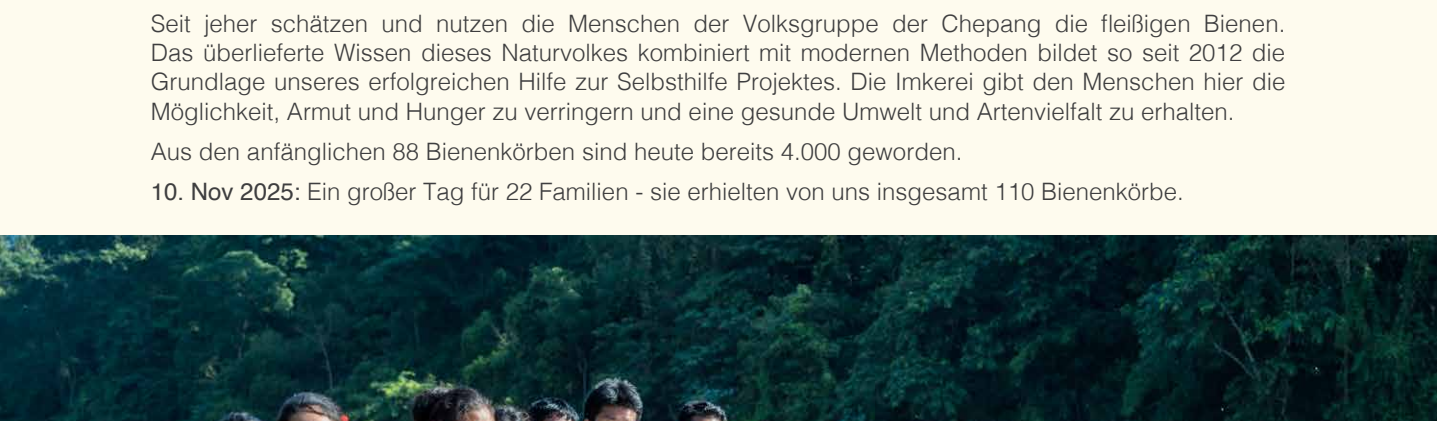 Seit jeher schätzen und nutzen die Menschen der Volksgruppe der Chepang die fleißigen Bienen.
Das überlieferte Wissen dieses Naturvolkes kombiniert mit modernen Methoden bildet so seit 2012 die
Grundlage unseres erfolgreichen Hilfe zur Selbsthilfe Projektes. Die Imkerei gibt den Menschen hier die
Möglichkeit, Armut und Hunger zu verringern und eine gesunde Umwelt und Artenvielfalt zu erhalten.
Aus den anfänglichen 88 Bienenkörben sind heute bereits 4.000 geworden.
10. Nov 2025: Ein großer Tag für 22 Familien - sie erhielten von uns insgesamt 110 Bienenkörbe.